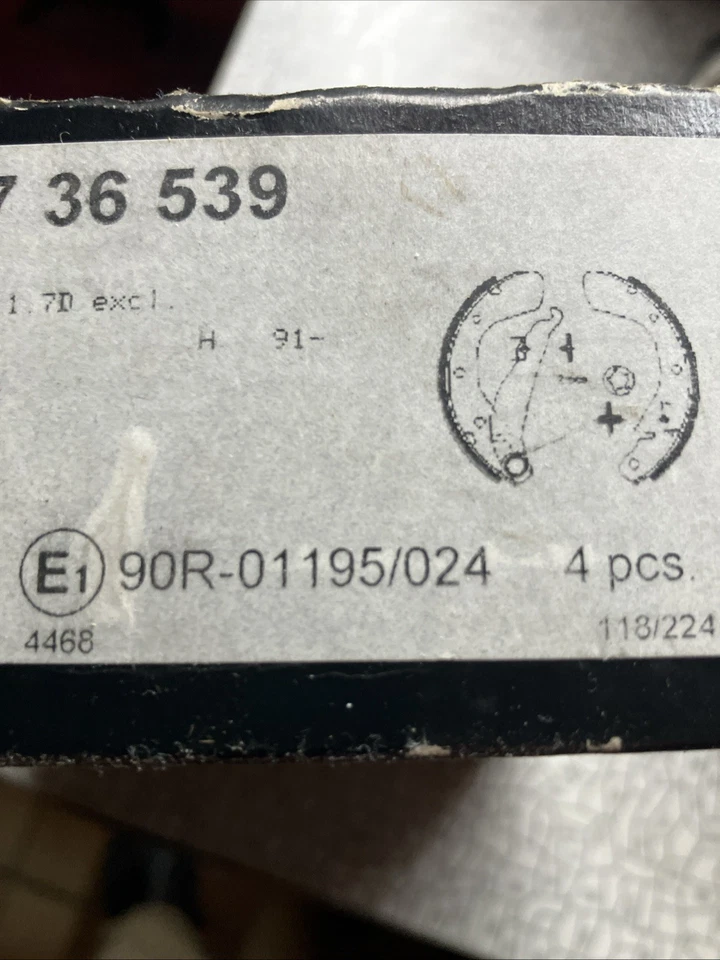 7 36 539
1.7D excl.
H 91-
E1 90R-01195/024 4 pcs.
4468 118/224